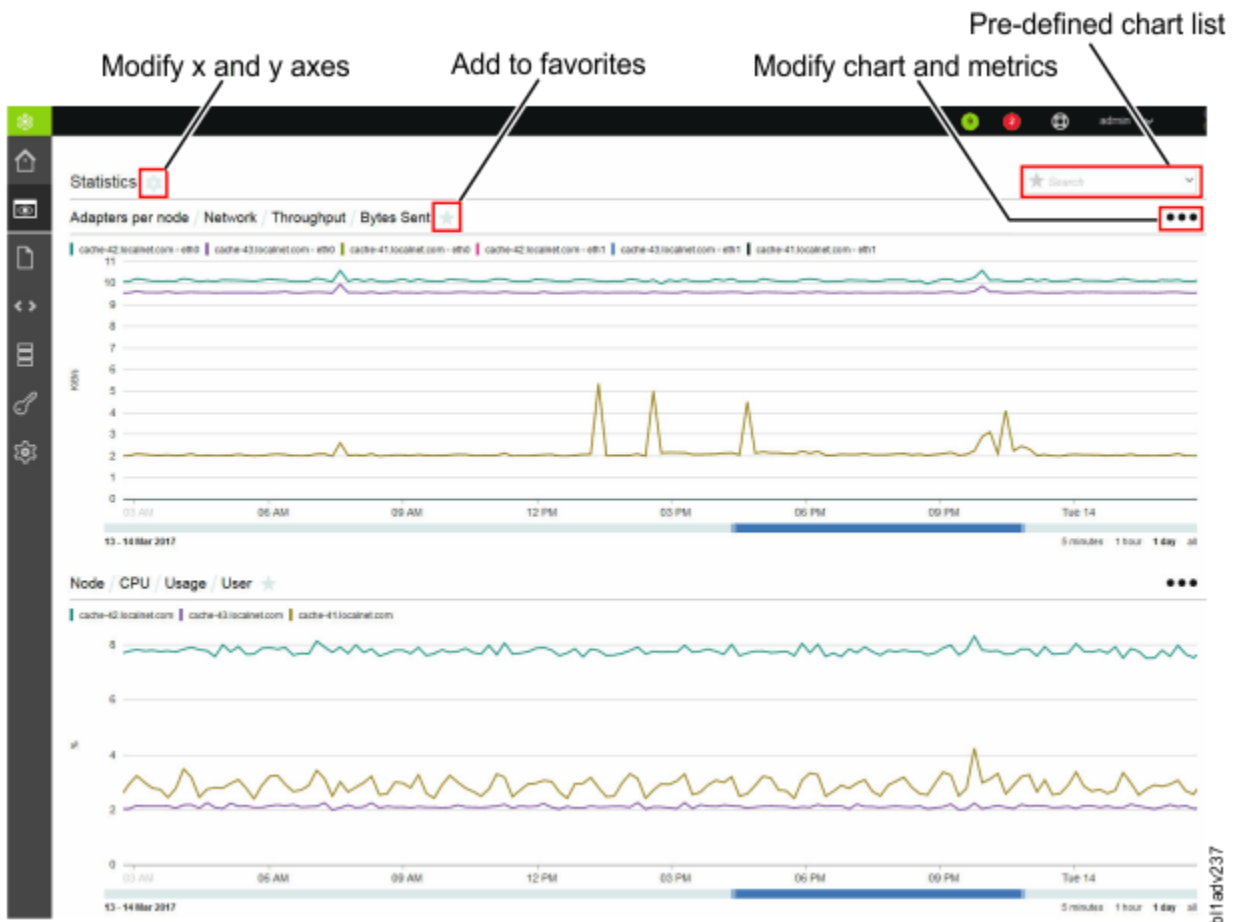 Pre-defined chart list
Modify x and y axes Add to favorites Modify chart and metrics
9 2 admin
Statistics Search
Adapters per node / Network / Throughput / Bytes Sent
cache-42.localnet.com - eth0 cache-43.localnet.com - eth0 cache-41.localnet.com - eth0 cache-42.localnet.com - eth1 cache-43.localnet.com - eth1 cache-41.localnet.com - eth1
11
10
9
8
7
6
5
4
3
2
1
0
03 AM 06 AM 09 AM 12 PM 03 PM 06 PM 09 PM Tue 14
13 - 14 Mar 2017 5 minutes 1 hour 1 day all
Node / CPU / Usage / User
cache-42.localnet.com cache-43.localnet.com cache-41.localnet.com
8
6
%
4
2
0
03 AM 06 AM 09 AM 12 PM 03 PM 06 PM 09 PM Tue 14
13 - 14 Mar 2017 5 minutes 1 hour 1 day all
bl1adv237